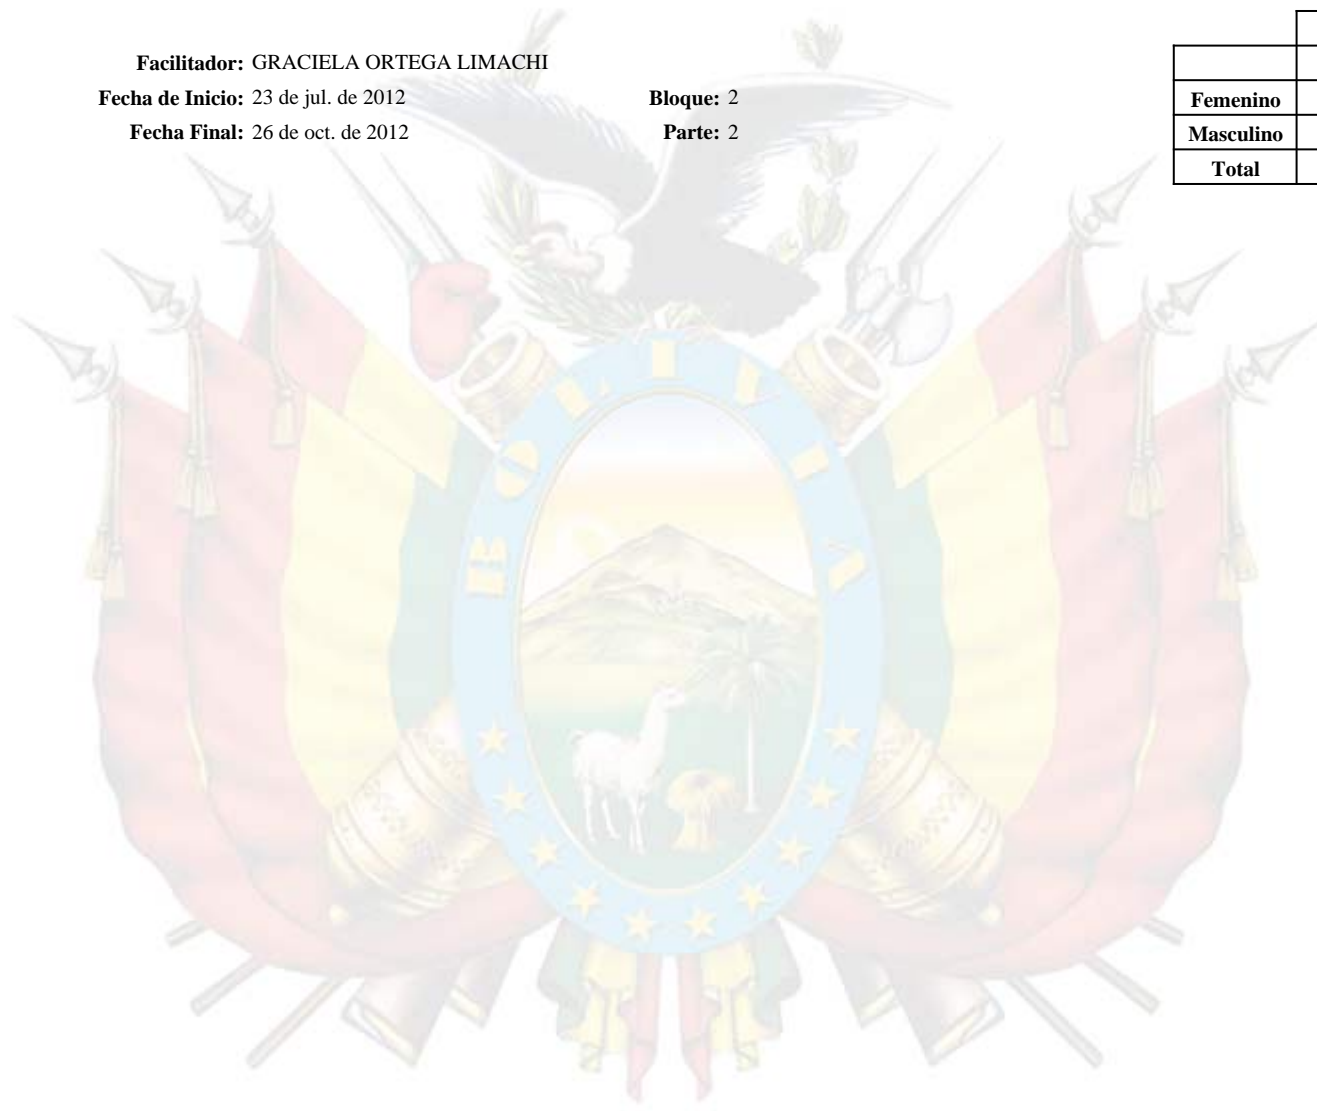 Facilitador: GRACIELA ORTEGA LIMACHI
Fecha de Inicio: 23 de jul. de 2012 Bloque: 2
Fecha Final: 26 de oct. de 2012 Parte: 2
Femenino
Masculino
Total
BOLIVIA